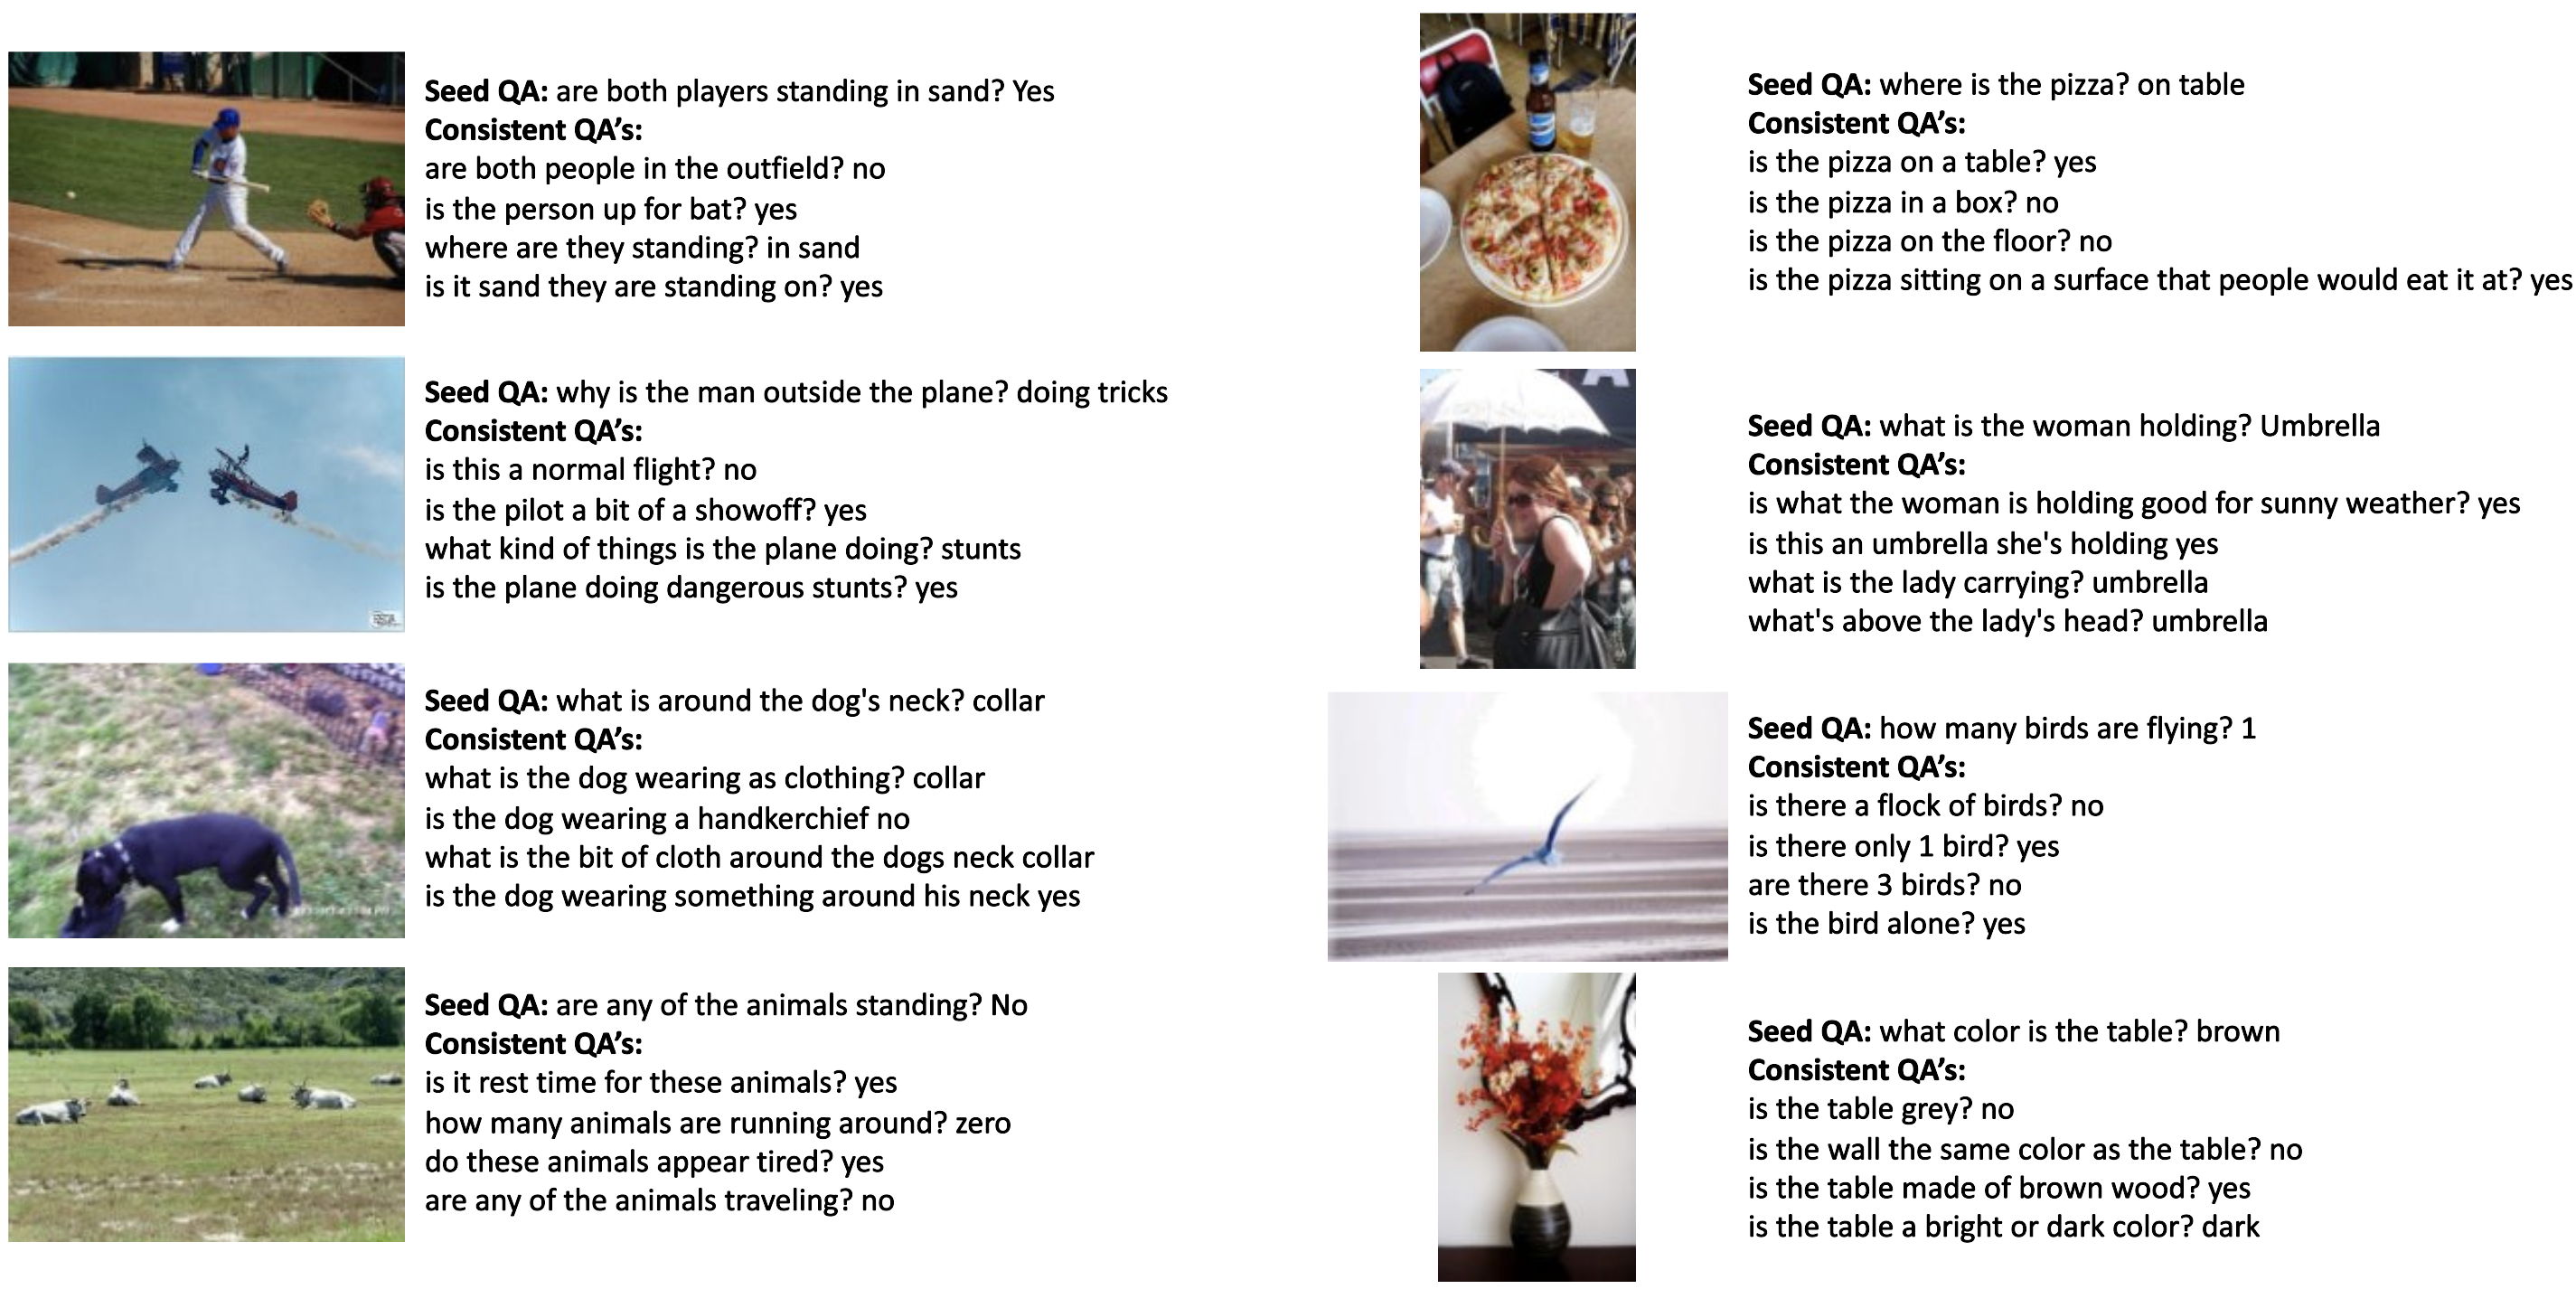 Seed QA: are both players standing in sand? Yes
Consistent QA’s:
are both people in the outfield? no
is the person up for bat? yes
where are they standing? in sand
is it sand they are standing on? yes
Seed QA: why is the man outside the plane? doing tricks
Consistent QA’s:
is this a normal flight? no
is the pilot a bit of a showoff? yes
what kind of things is the plane doing? stunts
is the plane doing dangerous stunts? yes
Seed QA: what is around the dog's neck? collar
Consistent QA’s:
what is the dog wearing as clothing? collar
is the dog wearing a handkerchief no
what is the bit of cloth around the dogs neck collar
is the dog wearing something around his neck yes
Seed QA: are any of the animals standing? No
Consistent QA’s:
is it rest time for these animals? yes
how many animals are running around? zero
do these animals appear tired? yes
are any of the animals traveling? no
Seed QA: where is the pizza? on table
Consistent QA’s:
is the pizza on a table? yes
is the pizza in a box? no
is the pizza on the floor? no
is the pizza sitting on a surface that people would eat it at? yes
Seed QA: what is the woman holding? Umbrella
Consistent QA’s:
is what the woman is holding good for sunny weather? yes
is this an umbrella she's holding yes
what is the lady carrying? umbrella
what's above the lady's head? umbrella
Seed QA: how many birds are flying? 1
Consistent QA’s:
is there a flock of birds? no
is there only 1 bird? yes
are there 3 birds? no
is the bird alone? yes
Seed QA: what color is the table? brown
Consistent QA’s:
is the table grey? no
is the wall the same color as the table? no
is the table made of brown wood? yes
is the table a bright or dark color? dark